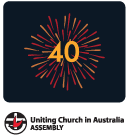 40
Uniting Church in Australia
ASSEMBLY